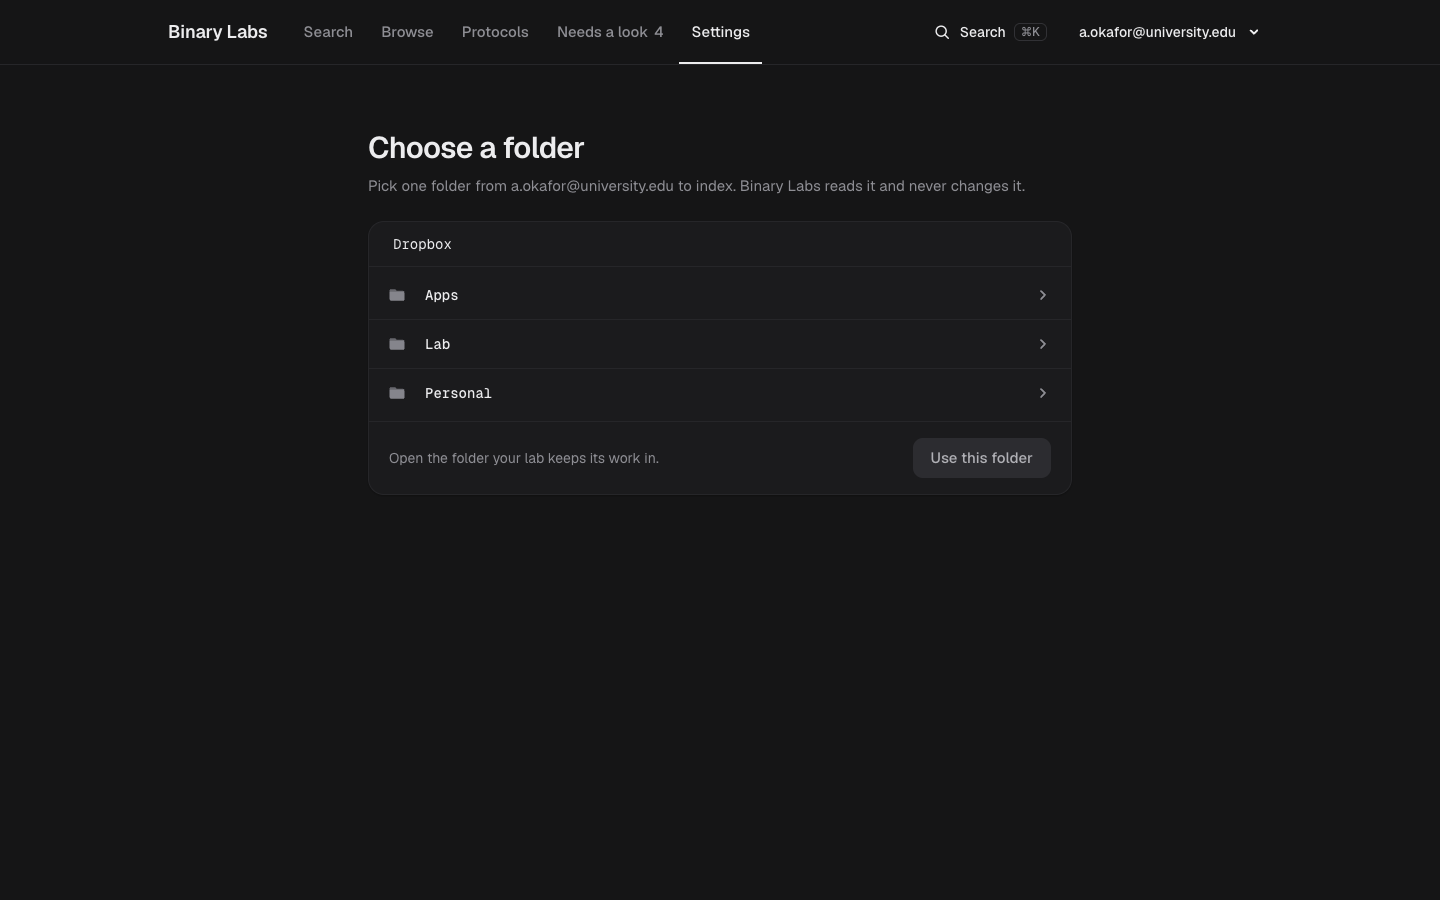 Binary Labs Search Browse Protocols Needs a look 4 Settings Search ⌘K a.okafor@university.edu
Choose a folder
Pick one folder from a.okafor@university.edu to index. Binary Labs reads it and never changes it.
Dropbox
Apps
Lab
Personal
Open the folder your lab keeps its work in. Use this folder